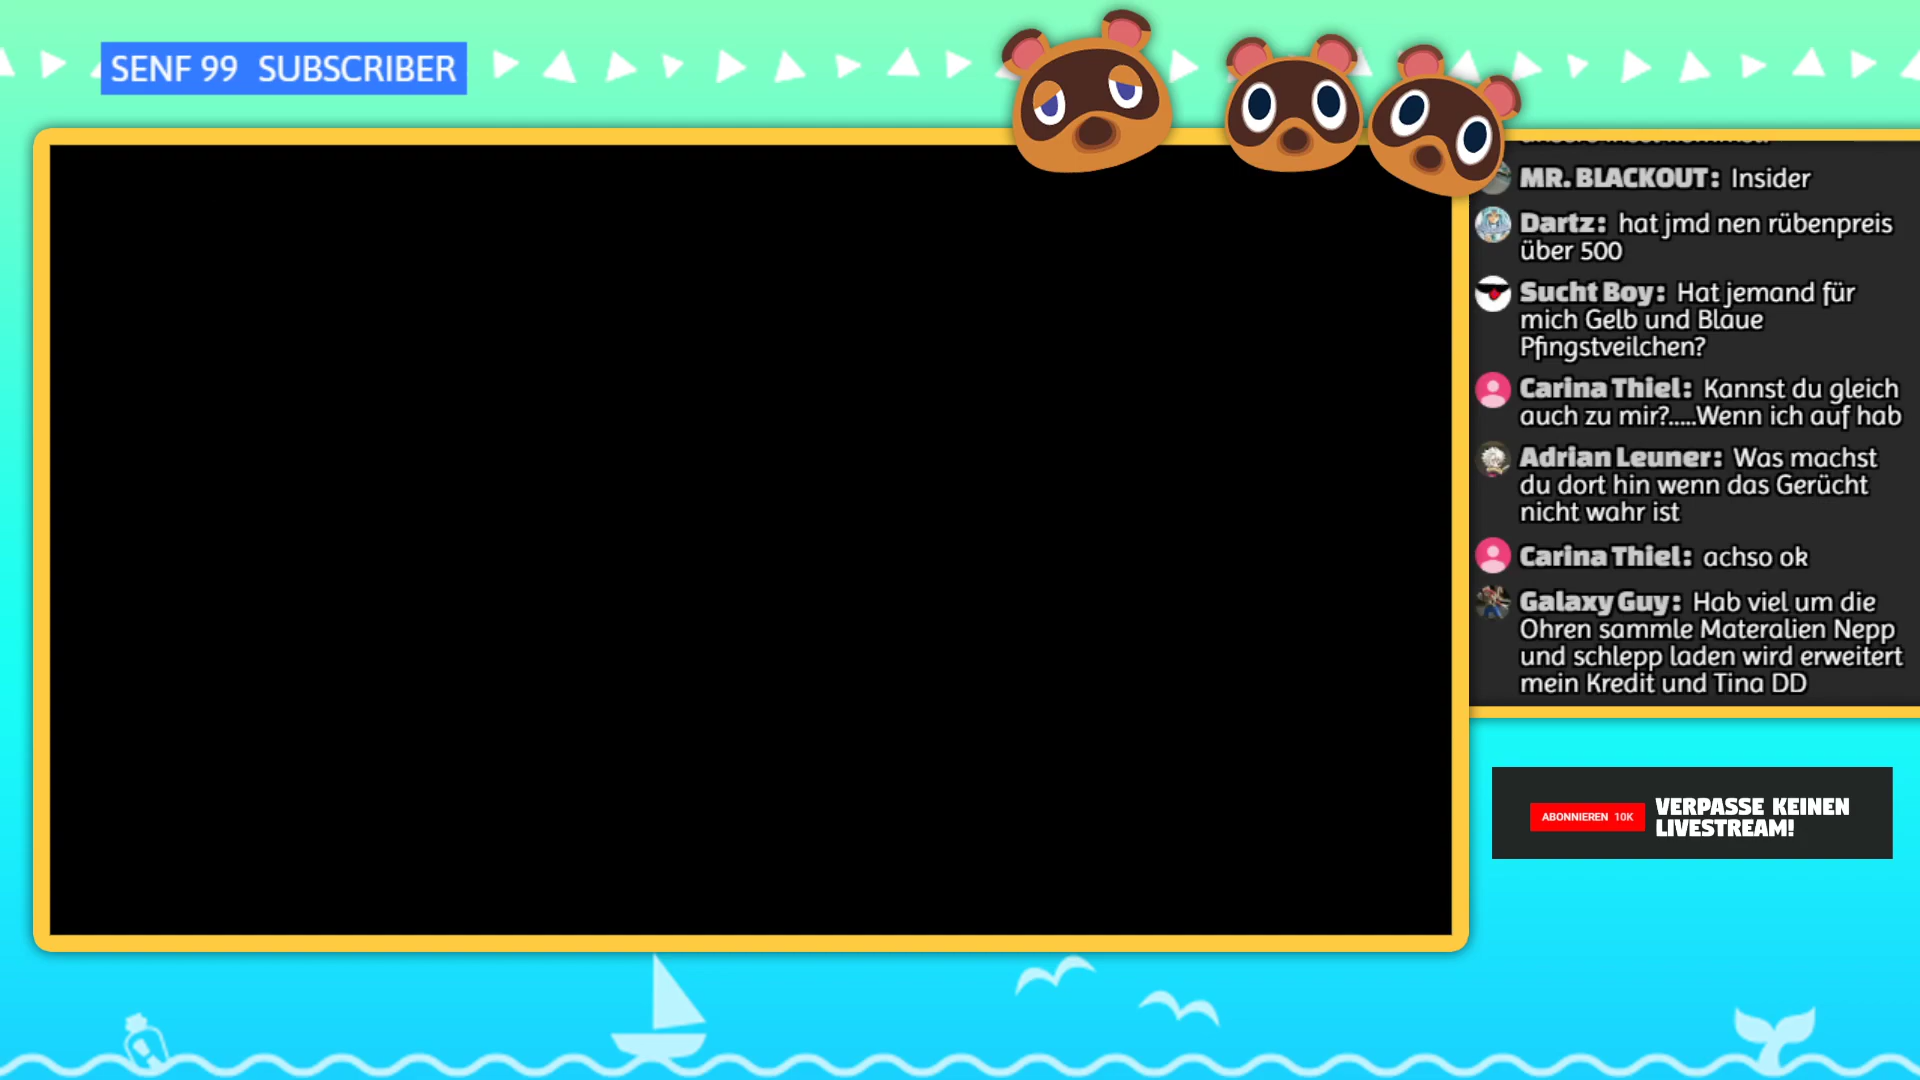 SENF 99 SUBSCRIBER
MR. BLACKOUT: Insider
Dartz: hat jmd nen rübenpreis
über 500
Sucht Boy: Hat jemand für
mich Gelb und Blaue
Pfingstveilchen?
Carina Thiel: Kannst du gleich
auch zu mir?.....Wenn ich auf hab
Adrian Leuner: Was machst
du dort hin wenn das Gerücht
nicht wahr ist
Carina Thiel: achso ok
Galaxy Guy: Hab viel um die
Ohren sammle Materalien Nepp
und schlepp laden wird erweitert
mein Kredit und Tina DD
ABONNIEREN 10K
VERPASSE KEINEN
LIVESTREAM!